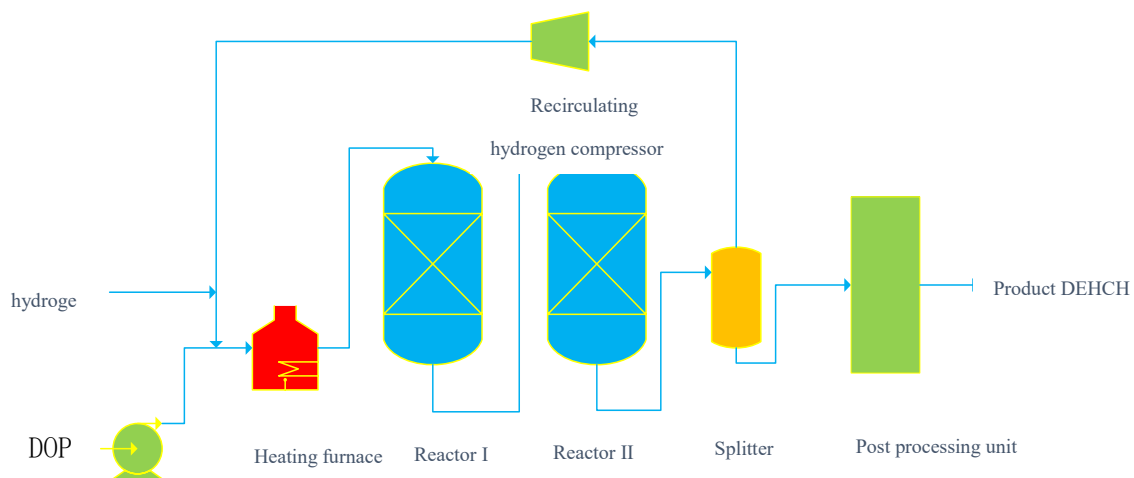 Recirculating
hydrogen compressor
hydroge
Product DEHCH
DOP
Heating furnace
Reactor I
Reactor II
Splitter
Post processing unit